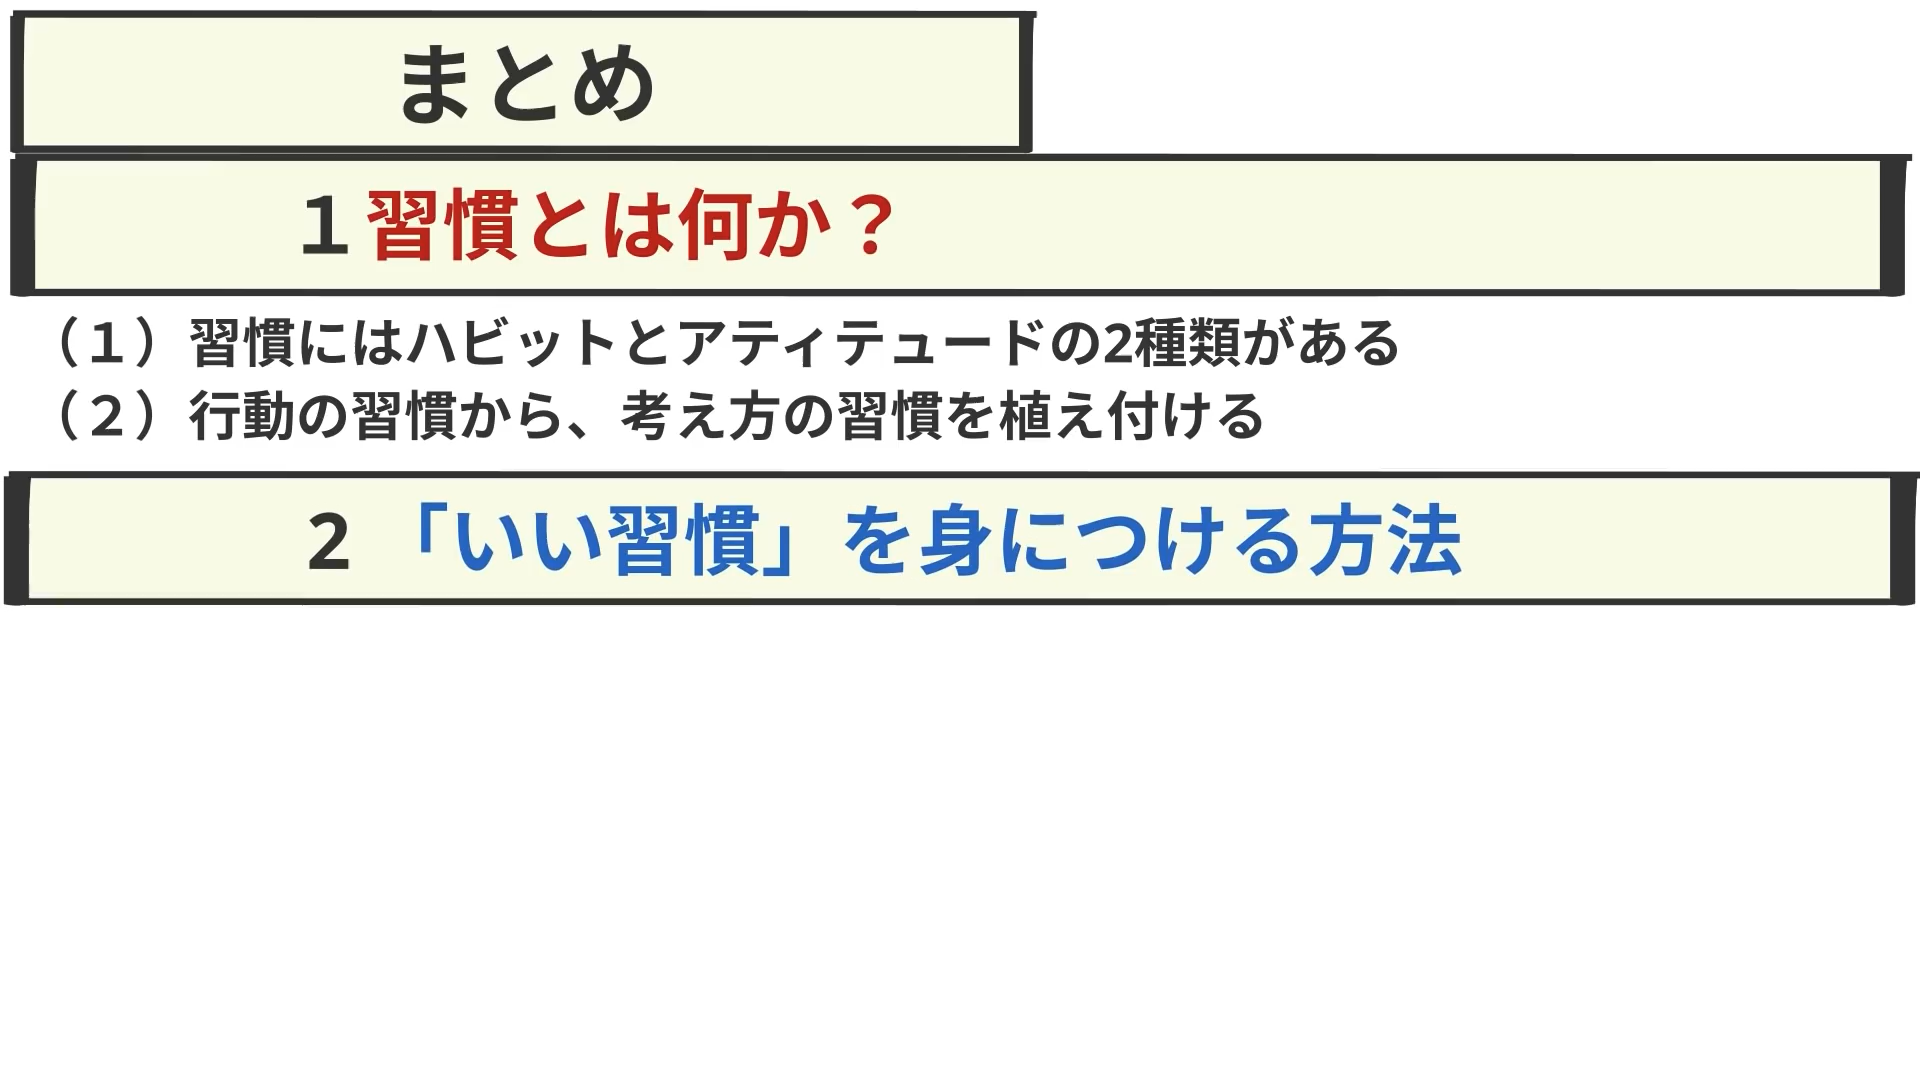 まとめ
１習慣とは何か？
（１）習慣にはハビットとアティテュードの2種類がある
（２）行動の習慣から、考え方の習慣を植え付ける
2 「いい習慣」を身につける方法